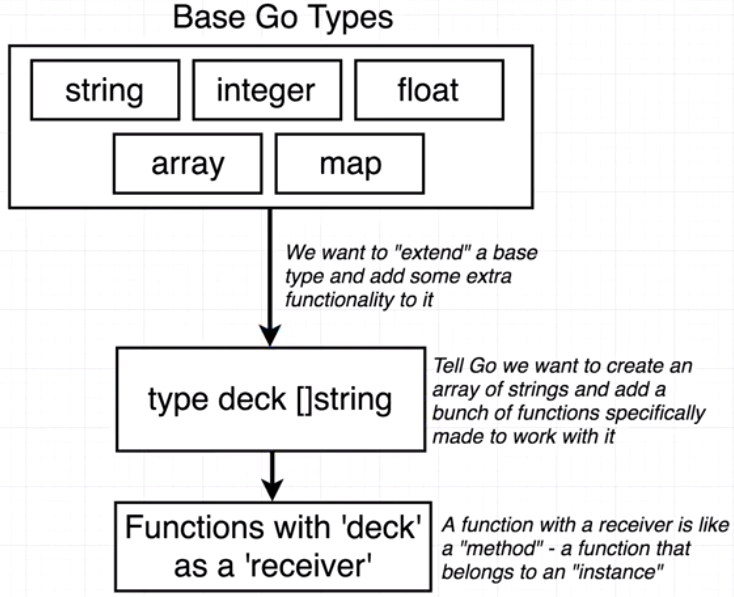 Base Go Types
string
integer
float
array
map
We want to "extend" a base
type and add some extra
functionality to it
type deck []string
Tell Go we want to create an
array of strings and add a
bunch of functions specifically
made to work with it
Functions with 'deck'
as a 'receiver'
A function with a receiver is like
a "method" - a function that
belongs to an "instance"